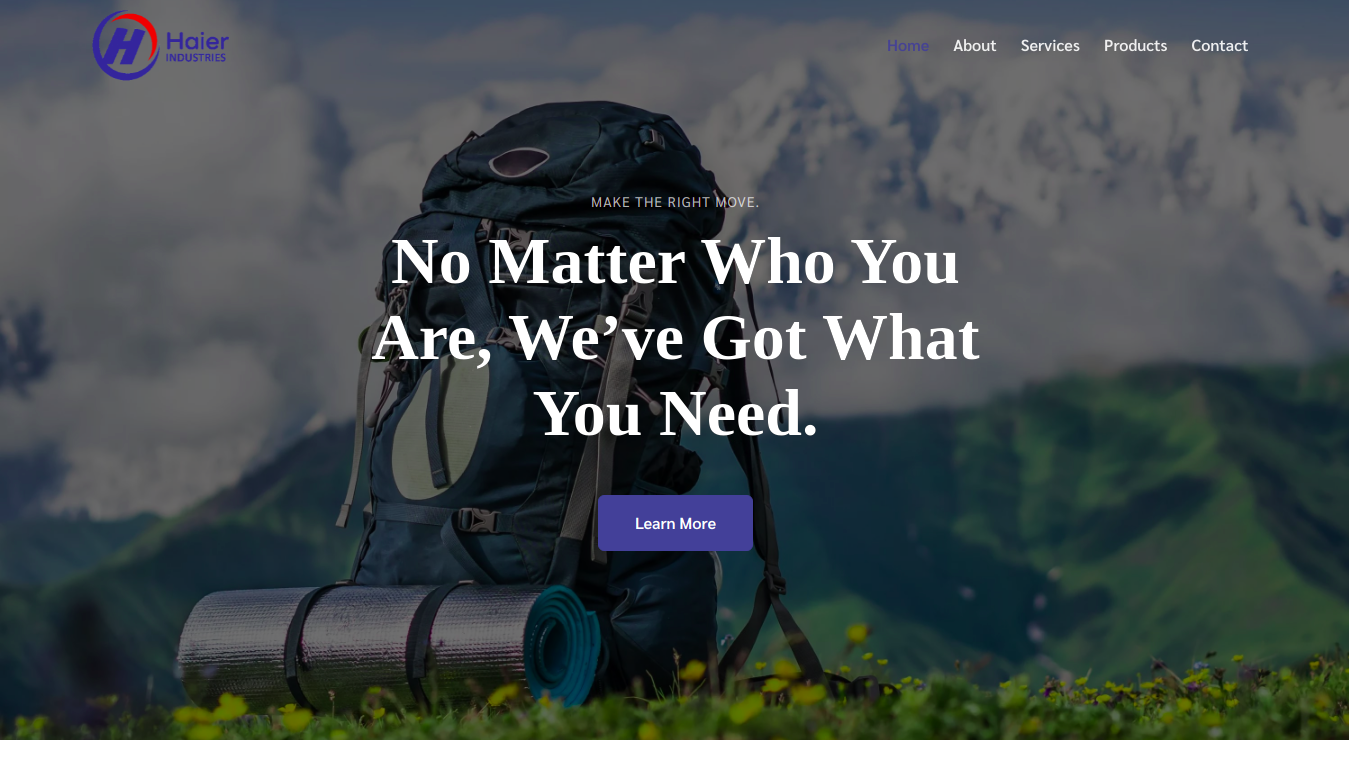 Haier
INDUSTRIES
Home
About
Services
Products
Contact
MAKE THE RIGHT MOVE.
No Matter Who You
Are, We’ve Got What
You Need.
Learn More